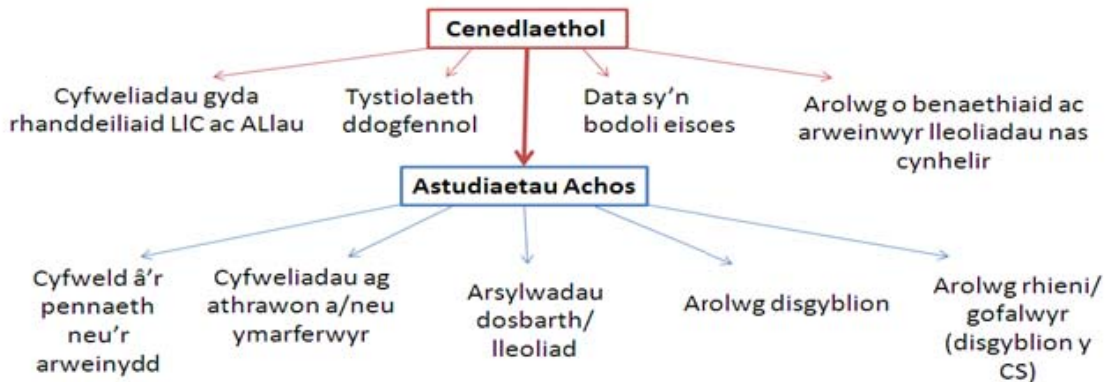 Cenedlaethol
Cyfweliadau gyda
rhanddeiliaid LlC ac ALlau
Tystiolaeth
ddogfennol
Data sy'n
bodoli eisoes
Arolwg o benaethiaid ac
arweinwyr lleoliadau nas
cynhelir
Astudiaetau Achos
Cyfweld â'r
pennaeth
neu'r
arweinydd
Cyfweliadau ag
athrawon a/neu
ymarferwyr
Arsylwadau
dosbarth/
lleoliad
Arolwg disgyblion
Arolwg rhieni/
gofalwyr
(disgyblion y
CS)